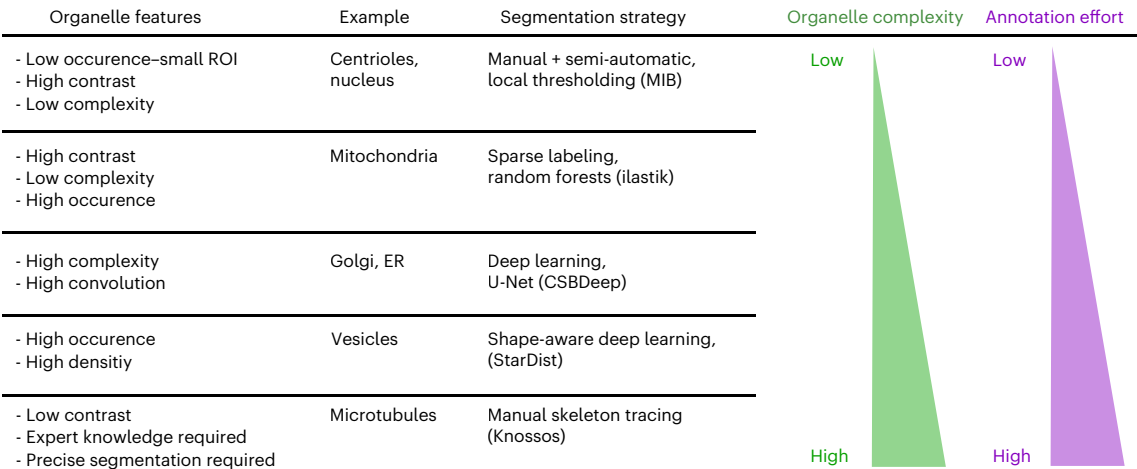 Organelle features Example Segmentation strategy Organelle complexity Annotation effort
- Low occurence–small ROI Centrioles, Manual + semi-automatic, Low Low
- High contrast nucleus local thresholding (MIB)
- Low complexity
- High contrast Mitochondria Sparse labeling,
- Low complexity random forests (ilastik)
- High occurence
- High complexity Golgi, ER Deep learning,
- High convolution U-Net (CSBDeep)
- High occurence Vesicles Shape-aware deep learning,
- High densitiy (StarDist)
- Low contrast Microtubules Manual skeleton tracing
- Expert knowledge required (Knossos)
- Precise segmentation required High High